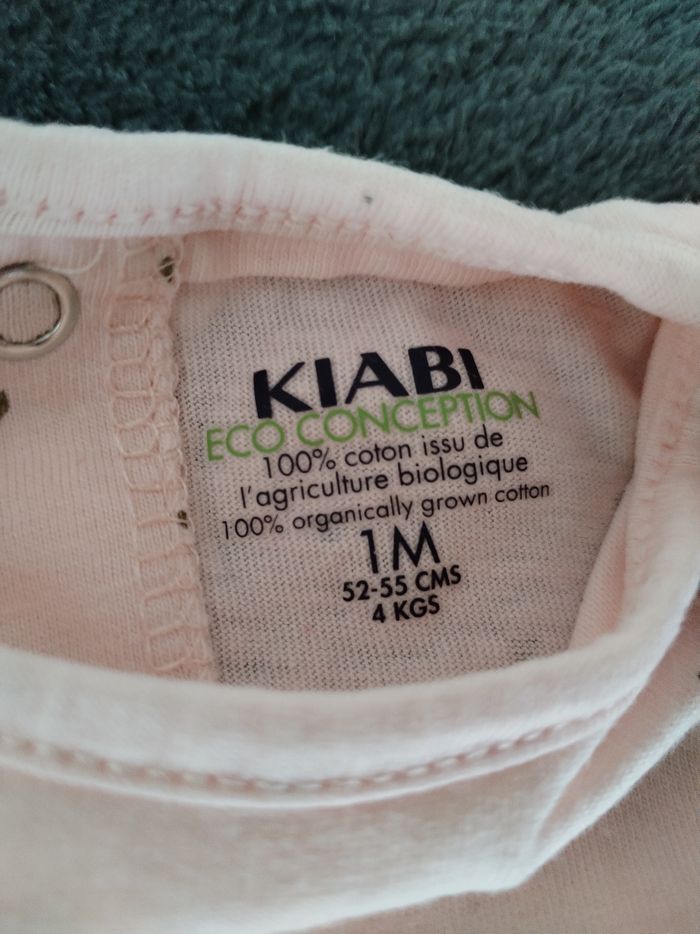 KIABI
ECO CONCEPTION
100% coton issu de
l'agriculture biologique
100% organically grown cotton
1M
52-55 CMS
4 KGS